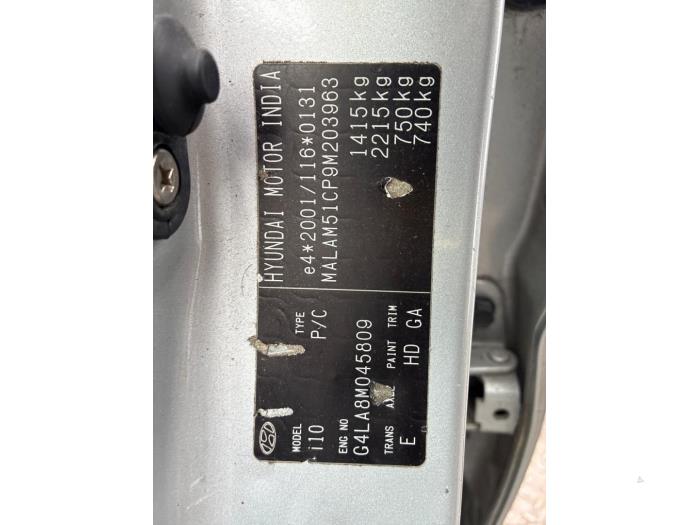 HYUNDAI MOTOR INDIA
e4*2001/116*0131
MALAM51CP9M203963
1415kg
2215kg
750kg
740kg
MODEL TYPE
i10 P/C
ENG NO
G4LA8M045809
TRANS PAINT TRIM
E HD GA